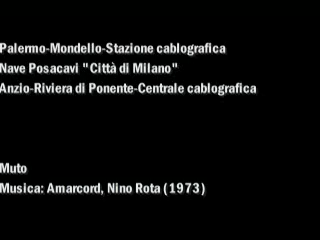 Palermo-Mondello-Stazione cablografica
Nave Posacavi "Città di Milano"
Anzio-Riviera di Ponente-Centrale cablografica
Muto
Musica: Amarcord, Nino Rota (1973)